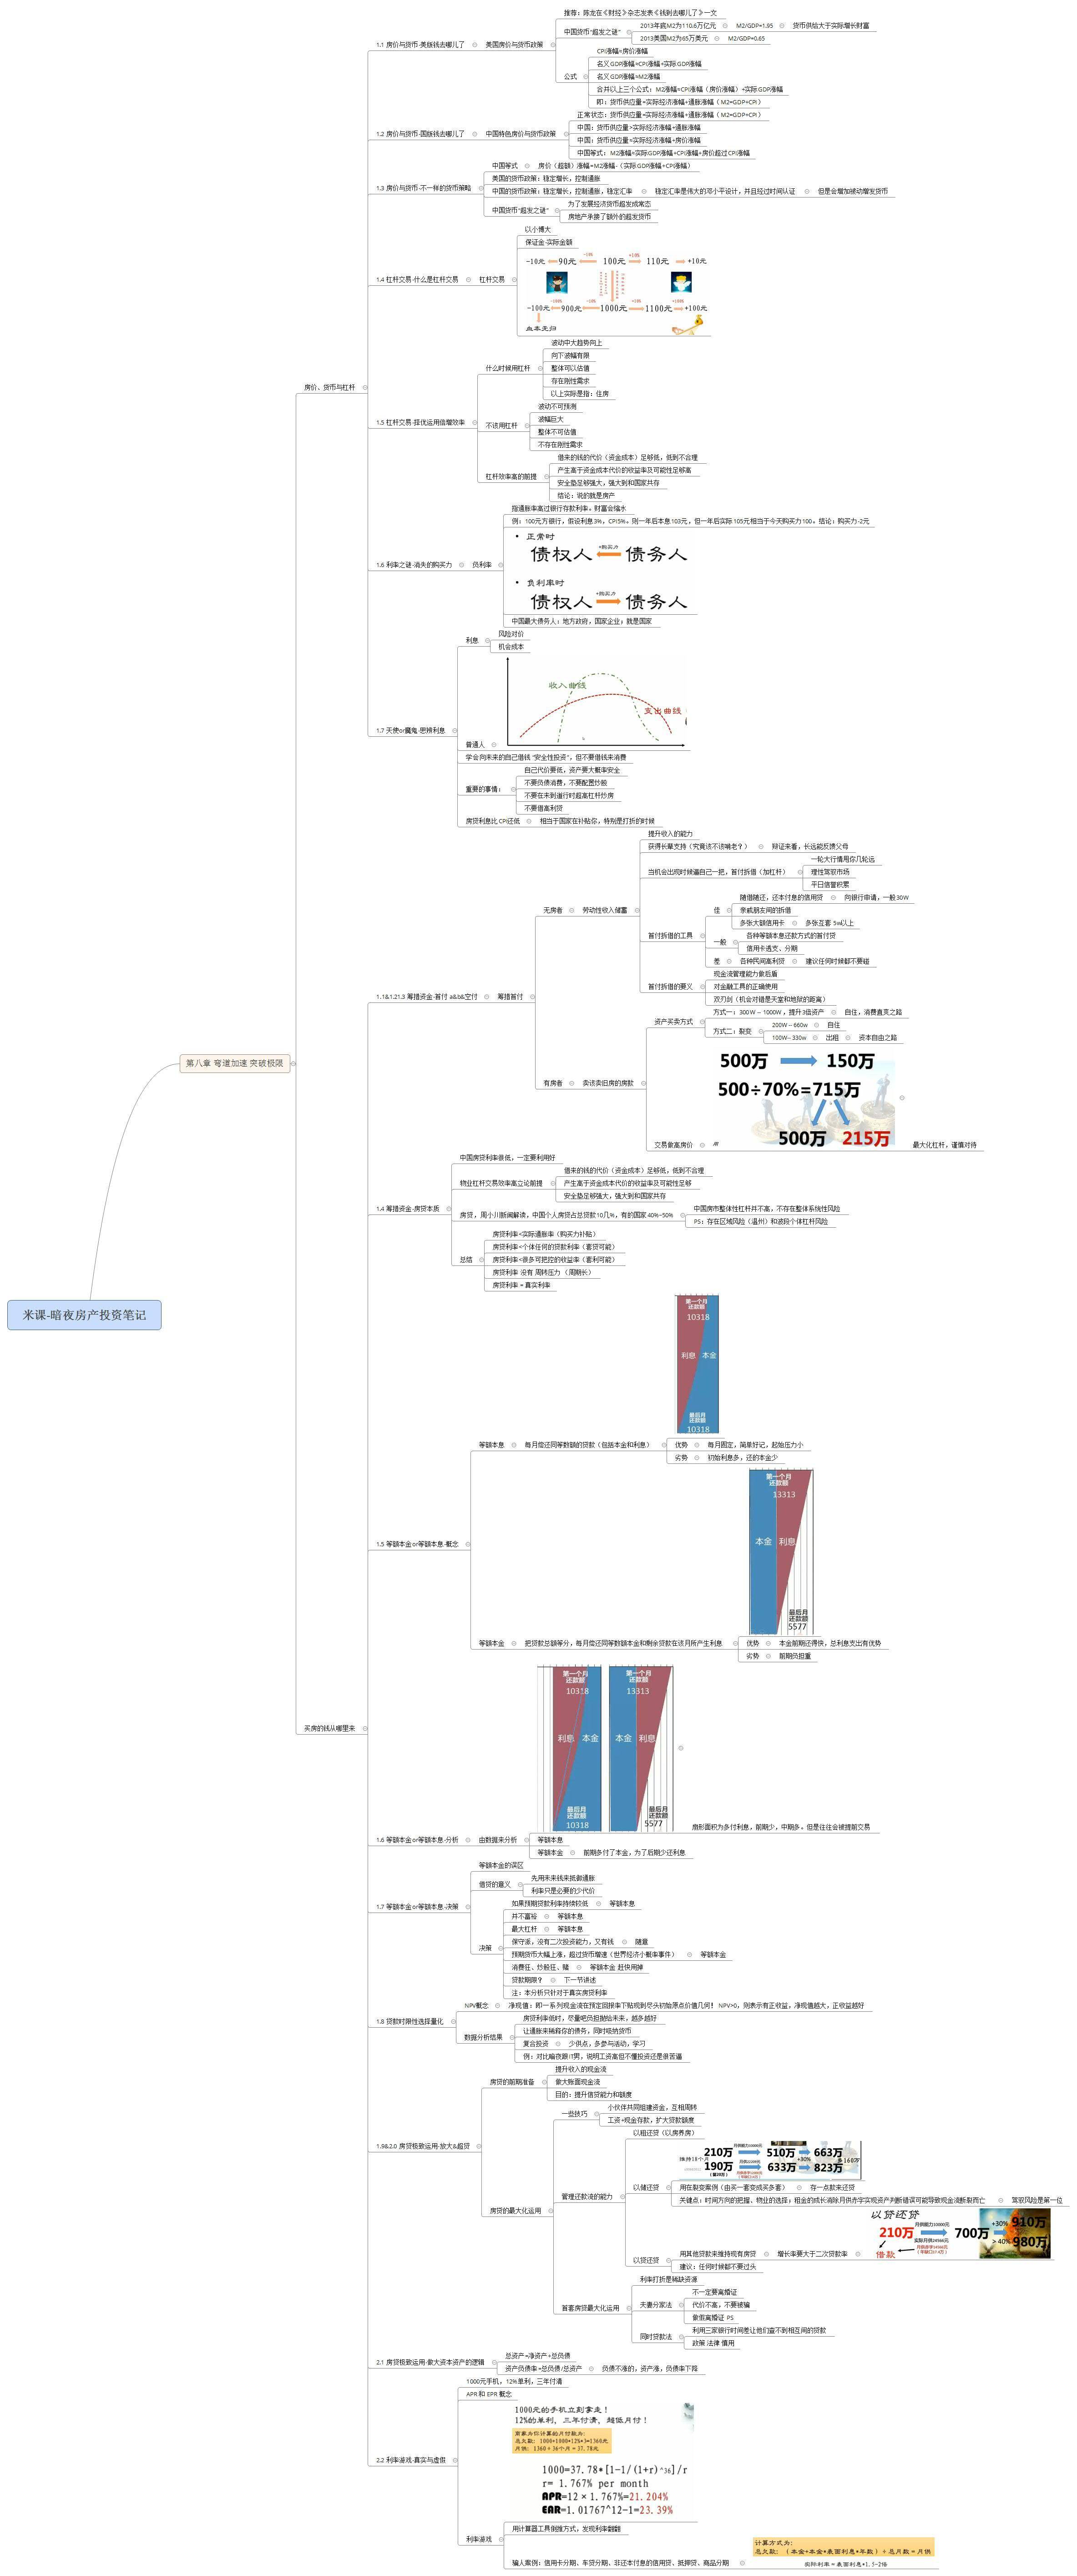 米课-暗夜房产投资笔记
第八章 弯道加速 突破极限
房价、货币与杠杆
1.1 房价与货币-美版钱去哪儿了
美国房价与货币政策
推荐：陈龙在《财经》杂志发表《钱到去哪儿了》一文
中国货币“超发之谜”
2013年底M2为110.6万亿元
M2/GDP=1.95
货币供给大于实际增长财富
2013美国M2为65万美元
M2/GDP=0.65
公式
CPI涨幅≈房价涨幅
名义GDP涨幅=CPI涨幅+实际GDP涨幅
名义GDP涨幅≈M2涨幅
合并以上三个公式：M2涨幅=CPI涨幅（房价涨幅）+实际GDP涨幅
即：货币供应量=实际经济涨幅+通胀涨幅（M2=GDP+CPI）
1.2 房价与货币-国版钱去哪儿了
中国特色房价与货币政策
正常状态：货币供应量=实际经济涨幅+通胀涨幅（M2=GDP+CPI）
中国：货币供应量>实际经济涨幅+通胀涨幅
中国：货币供应量=实际经济涨幅+房价涨幅
中国等式：M2涨幅=实际GDP涨幅+CPI涨幅+房价超过CPI涨幅
1.3 房价与货币-不一样的货币策略
中国等式
房价（超额）涨幅=M2涨幅-（实际GDP涨幅+CPI涨幅）
美国的货币政策：稳定增长，控制通胀
中国的货币政策：稳定增长，控制通胀，稳定汇率
稳定汇率是伟大的邓小平设计，并且经过时间认证
但是会增加被动增发货币
中国货币“超发之谜”
为了发展经济货币超发成常态
房地产承接了额外的超发货币
1.4 杠杆交易-什么是杠杆交易
杠杆交易
以小博大
保证金-实际金额
-10元
90元
-10%
100元
+10%
110元
+10元
-100元
-100%
900元
-10%
1000元
+10%
1100元
+100%
+100元
血本无归
1.5 杠杆交易-择优运用倍增效率
什么时候用杠杆
波动中大趋势向上
向下波幅有限
整体可以估值
存在刚性需求
以上实际是指：住房
不该用杠杆
波动不可预测
波幅巨大
整体不可估值
不存在刚性需求
杠杆效率高的前提
借来的钱的代价（资金成本）足够低，低到不合理
产生高于资金成本代价的收益率及可能性足够高
安全垫足够强大，强大到和国家共存
结论：说的就是房产
1.6 利率之谜-消失的购买力
负利率
指通胀率高过银行存款利率。财富会缩水
例：100元存银行，假设利息3%，CPI5%。则一年后本息103元，但一年后实际105元相当于今天购买力100。结论：购买力-2元
• 正常时
债权人
+购买力
债务人
• 负利率时
债权人
+购买力
债务人
中国最大债务人：地方政府，国家企业；就是国家
1.7 天使or魔鬼-思辨利息
利息
风险对价
机会成本
普通人
收入曲线
支出曲线
学会向未来的自己借钱 “安全性投资”，但不要借钱来消费
重要的事情：
自己代价要低，资产要大概率安全
不要负债消费，不要配置炒股
不要在未到道行时超高杠杆炒房
不要借高利贷
房贷利息比CPI还低
相当于国家在补贴你，特别是打折的时候
买房的钱从哪里来
1.1&1.21.3 筹措资金-首付 a&b&空付
筹措首付
无房者
劳动性收入储蓄
提升收入的能力
获得长辈支持（究竟该不该啃老？）
辩证来看，长远能反馈父母
当机会出现时候逼自己一把，首付拆借（加杠杆）
一轮大行情甩你几轮远
理性驾驭市场
平日信誉积累
首付拆借的工具
佳
随借随还，还本付息的信用贷
向银行申请，一般30W
亲戚朋友间的拆借
多张大额信用卡
多张互套 5w以上
一般
各种等额本息还款方式的首付贷
信用卡透支、分期
差
各种民间高利贷
建议任何时候都不要碰
首付拆借的要义
现金流管理能力做后盾
对金融工具的正确使用
双刃剑（机会对错是天堂和地狱的距离）
有房者
卖该卖旧房的房款
资产买卖方式
方式一：300W -- 1000W，提升3倍资产
自住，消费直奚之路
方式二：裂变
200W -- 660w
自住
100W-- 330w
出租
资本自由之路
交易做高房价
500万
150万
500÷70%=715万
500万
215万
最大化杠杆，谨慎对待
1.4 筹措资金-房贷本质
中国房贷利率很低，一定要利用好
物业杠杆交易效率高立论前提
借来的钱的代价（资金成本）足够低，低到不合理
产生高于资金成本代价的收益率及可能性足够
安全垫足够强大，强大到和国家共存
房贷，周小川新闻解读，中国个人房贷占总贷款10几%，有的国家40%~50%
中国房市整体性杠杆并不高，不存在整体系统性风险
PS：存在区域风险（温州）和波段个体杠杆风险
总结
房贷利率<实际通胀率（购买力补贴）
房贷利率<个体任何的贷款利率（套贷可能）
房贷利率<很多可把控的收益率（套利可能）
房贷利率 没有 周转压力 （周期长）
房贷利率 = 真实利率
1.5 等额本金or等额本息-概念
等额本息
每月偿还同等数额的贷款（包括本金和利息）
第一个月
还款额
10318
利息
本金
最后月
还款额
10318
优势
每月固定，简单好记，起始压力小
劣势
初始利息多，还的本金少
等额本金
把贷款总额等分，每月偿还同等数额本金和剩余贷款在该月所产生利息
第一个月
还款额
13313
本金
利息
最后月
还款额
5577
优势
本金前期还得快，总利息支出有优势
劣势
前期负担重
1.6 等额本金or等额本息-分析
由数据来分析
第一个月
还款额
10318
利息
本金
最后月
还款额
10318
第一个月
还款额
13313
本金
利息
最后月
还款额
5577
扇形面积为多付利息，前期少，中期多。但是往往会被提前交易
等额本息
等额本金
前期多付了本金，为了后期少还利息
1.7 等额本金or等额本息-决策
等额本金的误区
借贷的意义
先用未来钱来抵御通胀
利率只是必要的少代价
决策
如果预期贷款利率持续较低
等额本息
并不富裕
等额本息
最大杠杆
等额本息
保守派，没有二次投资能力，又有钱
随意
预期货币大幅上涨，超过货币增速（世界经济小概率事件）
等额本金
消费狂、炒股狂、赌
等额本金 赶快用掉
贷款期限？
下一节讲述
注：本分析只针对于真实房贷利率
1.8 贷款时限性选择量化
NPV概念
净现值：即一系列现金流在预定回报率下贴现到尽头初始原点价值几何！ NPV>0，则表示有正收益，净现值越大，正收益越好
数据分析结果
房贷利率低时，尽量吧负担抛给未来，越多越好
让通胀来稀释你的债务，同时吸纳货币
复合投资
少供点，多参与活动，学习
例：对比暗夜跟IT男，说明工资高但不懂投资还是很苦逼
1.9&2.0 房贷极致运用-放大&超贷
房贷的前期准备
提升收入的现金流
做大账面现金流
目的：提升借贷能力和额度
房贷的最大化运用
一些技巧
小伙伴共同组建资金，互相周转
工资+现金存款，扩大贷款额度
管理还款流的能力
以租还贷（以房养房）
以储还贷
维持18个月
210万
510万
663万
190万
633万
823万
+30%
多160万
用在裂变案例（由买一套变成买多套）
存一点款来还贷
关键点：时间方向的把握、物业的选择；租金的成长消除月供赤字实现资产判断错误可能导致现金流断裂而亡
驾驭风险是第一位
以贷还贷
用其他贷款来维持现有房贷
增长率要大于二次贷款率
以贷还贷
210万
借款
700万
+30%
910万
>40%
980万
建议：任何时候都不要过头
首套房贷最大化运用
利率打折是稀缺资源
夫妻分家法
不一定要离婚证
代价不高，不要被骗
做假离婚证 PS
同时贷款法
利用三家银行时间差让他们查不到相互间的贷款
政策 法律 慎用
2.1 房贷极致运用-做大资本资产的逻辑
总资产=净资产+总负债
资产负债率=总负债/总资产
负债不涨的，资产涨，负债率下降
2.2 利率游戏-真实与虚假
1000元手机，12%单利，三年付清
APR 和 EPR 概念
利率游戏
1000元的手机立刻拿走！
12%的单利，三年付清，超低月付！
商家为你计算的月付款为：
总欠款：1000+1000*12%*3=1360元
月供：1360÷36个月=37.78元
1000=37.78*[1-1/(1+r)^36]/r
r= 1.767% per month
APR=12×1.767%=21.204%
EAR=1.01767^12-1=23.39%
用计算器工具倒推方式，发现利率翻翻
骗人案例：信用卡分期、车贷分期、非还本付息的信用贷、抵押贷、商品分期
计算方式为：
总欠款：（本金+本金*表面利息*年数）÷总月数=月供
实际利率=表面利息*1.5-2倍